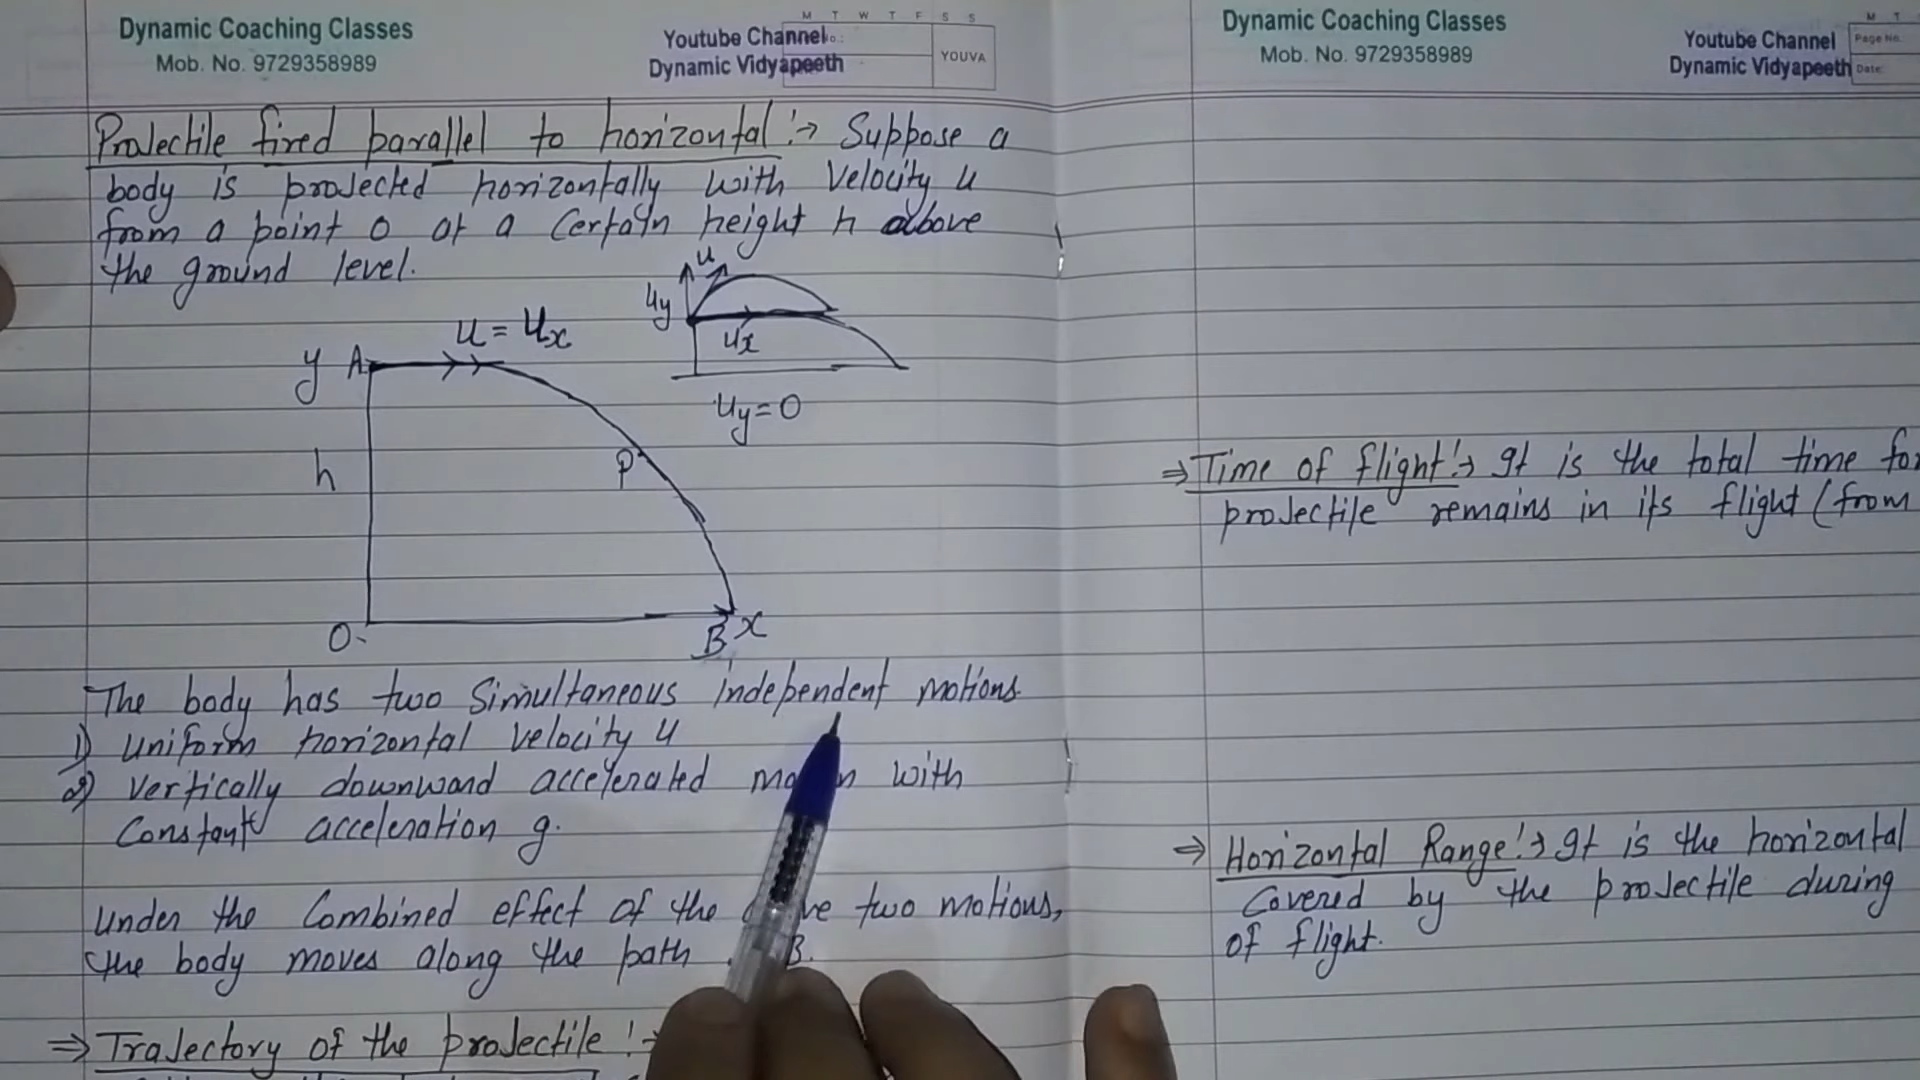 Dynamic Coaching Classes
Mob. No. 9729358989
Youtube Channel
Dynamic Vidyapeeth
M T W T F S S
YOUVA
Projectile fired parallel to horizontal :→ Suppose a
body is projected horizontally with Velocity u
from a point O at a Certain height h above
the ground level.
u
uy
ux
uy=0
u = ux
y A
h
P
O
B x
The body has two Simultaneous independent motions
1) Uniform horizontal velocity u
2) Vertically downward accelerated with
Constant acceleration g.
Under the Combined effect of the two motions,
the body moves along the path B.
⇒ Trajectory of the projectile :→
Dynamic Coaching Classes
Mob. No. 9729358989
Youtube Channel
Dynamic Vidyapeeth
M T
Page No.
Date:
⇒ Time of flight :→ It is the total time for
projectile remains in its flight (from
⇒ Horizontal Range :→ It is the horizontal
Covered by the projectile during
of flight.